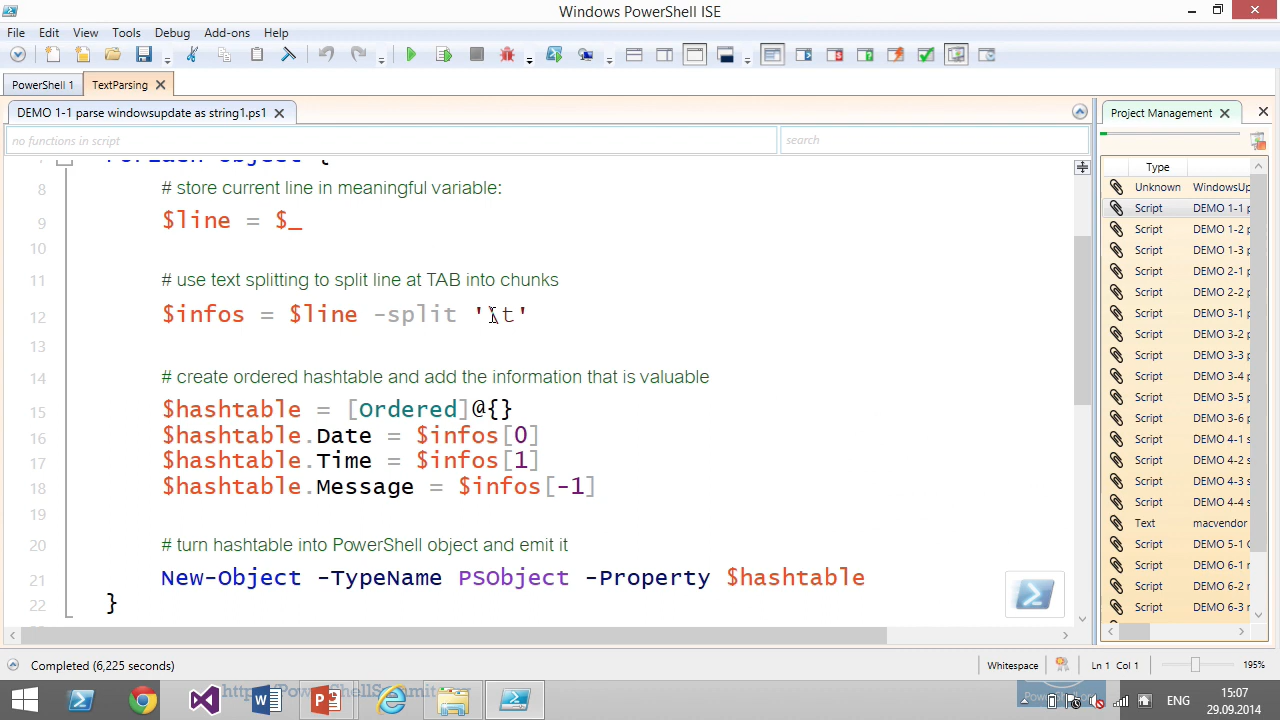 Windows PowerShell ISE
File Edit View Tools Debug Add-ons Help
PowerShell 1 TextParsing
DEMO 1-1 parse windowsupdate as string1.ps1
no functions in script search
8 # store current line in meaningful variable:
9 $line = $_
10
11 # use text splitting to split line at TAB into chunks
12 $infos = $line -split '\t'
13
14 # create ordered hashtable and add the information that is valuable
15 $hashtable = [Ordered]@{}
16 $hashtable.Date = $infos[0]
17 $hashtable.Time = $infos[1]
18 $hashtable.Message = $infos[-1]
19
20 # turn hashtable into PowerShell object and emit it
21 New-Object -TypeName PSObject -Property $hashtable
22 }
Project Management
Type
Unknown WindowsUp
Script DEMO 1-1 p
Script DEMO 1-2 p
Script DEMO 1-3 p
Script DEMO 2-1 p
Script DEMO 2-2 p
Script DEMO 3-1 p
Script DEMO 3-2 p
Script DEMO 3-3 p
Script DEMO 3-4 p
Script DEMO 3-5 p
Script DEMO 3-6 p
Script DEMO 4-1 s
Script DEMO 4-2 s
Script DEMO 4-3 s
Script DEMO 4-4 s
Text macvendor
Script DEMO 5-1
Script DEMO 6-1 r
Script DEMO 6-2 r
Script DEMO 6-3 r
Completed (6,225 seconds)
Whitespace Ln 1 Col 1 195%
ENG
15:07
29.09.2014